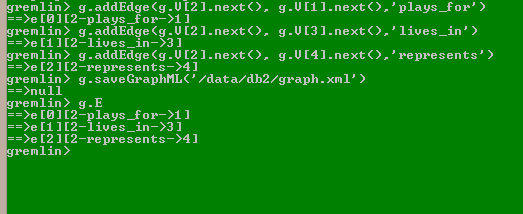 gremlin> g.addEdge(g.V[2].next(), g.V[1].next(),'plays_for')
==>e[0][2-plays_for->1]
gremlin> g.addEdge(g.V[2].next(), g.V[3].next(),'lives_in')
==>e[1][2-lives_in->3]
gremlin> g.addEdge(g.V[2].next(), g.V[4].next(),'represents')
==>e[2][2-represents->4]
gremlin> g.saveGraphML('/data/db2/graph.xml')
==>null
gremlin> g.E
==>e[0][2-plays_for->1]
==>e[1][2-lives_in->3]
==>e[2][2-represents->4]
gremlin>